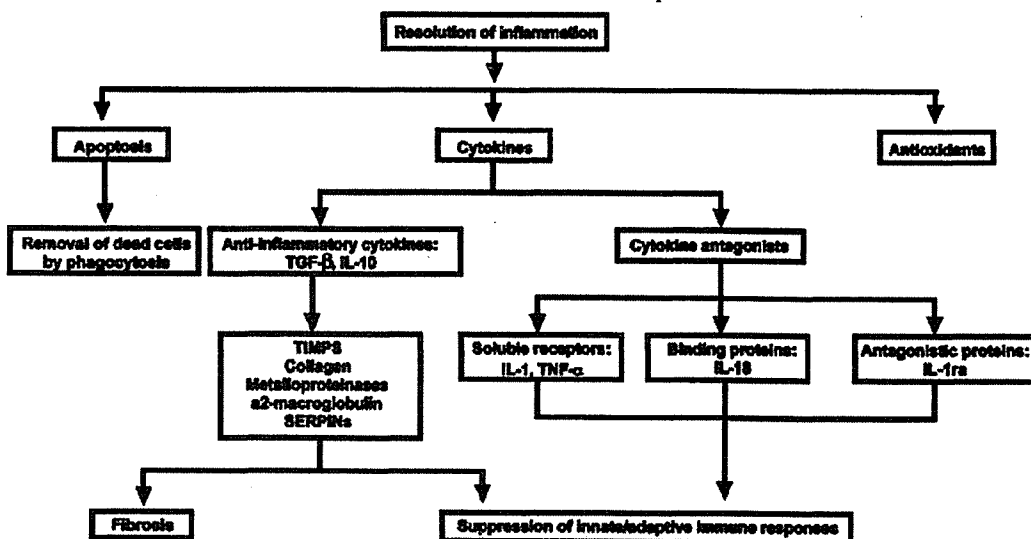 Resolution of inflammation
Apoptosis
Cytokines
Antioxidants
Removal of dead cells
by phagocytosis
Anti-inflammatory cytokines:
TGF-β, IL-10
Cytokine antagonists
TIMPS
Collagen
Metalloproteinases
a2-macroglobulin
SERPINs
Soluble receptors:
IL-1, TNF-α
Binding proteins:
IL-18
Antagonistic proteins:
IL-1ra
Fibrosis
Suppression of innate/adaptive immune responses